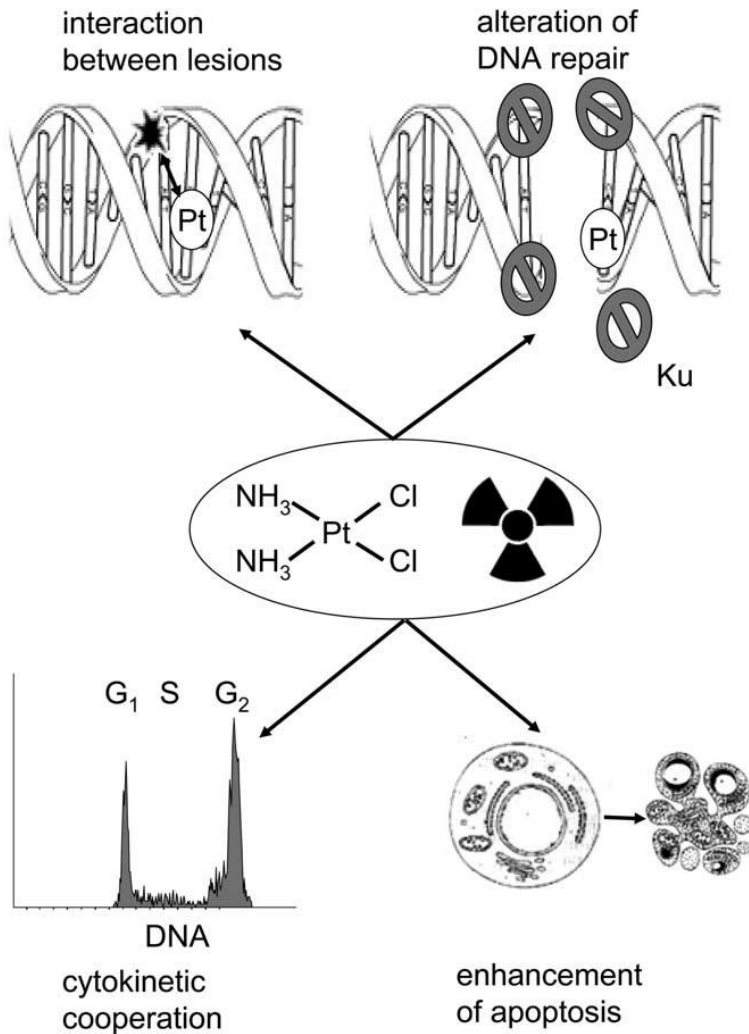 interaction
between lesions
alteration of
DNA repair
Pt
Pt
Ku
NH3 Cl
Pt
NH3 Cl
G1 S G2
DNA
cytokinetic
cooperation
enhancement
of apoptosis